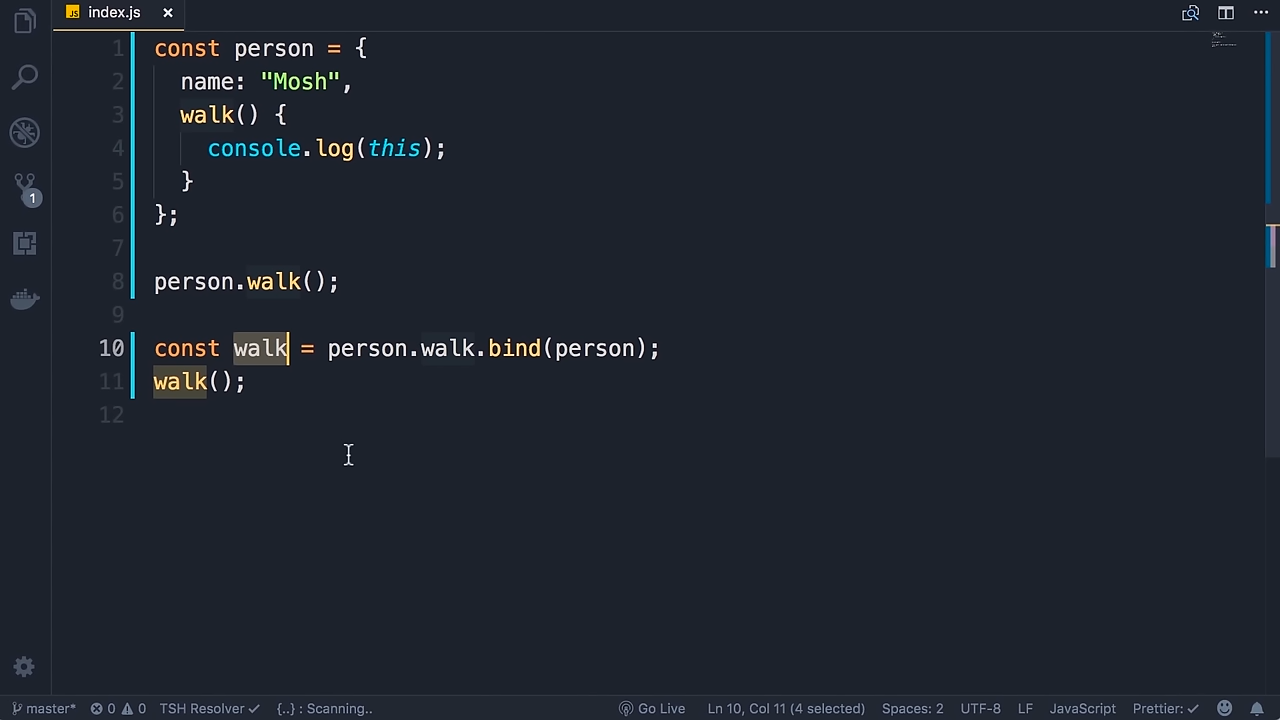 JS index.js ×
1 const person = {
2 name: "Mosh",
3 walk() {
4 console.log(this);
5 }
6 };
7
8 person.walk();
9
10 const walk = person.walk.bind(person);
11 walk();
12
1
master* 0 0 TSH Resolver ✓ {..} : Scanning.. Go Live Ln 10, Col 11 (4 selected) Spaces: 2 UTF-8 LF JavaScript Prettier: ✓